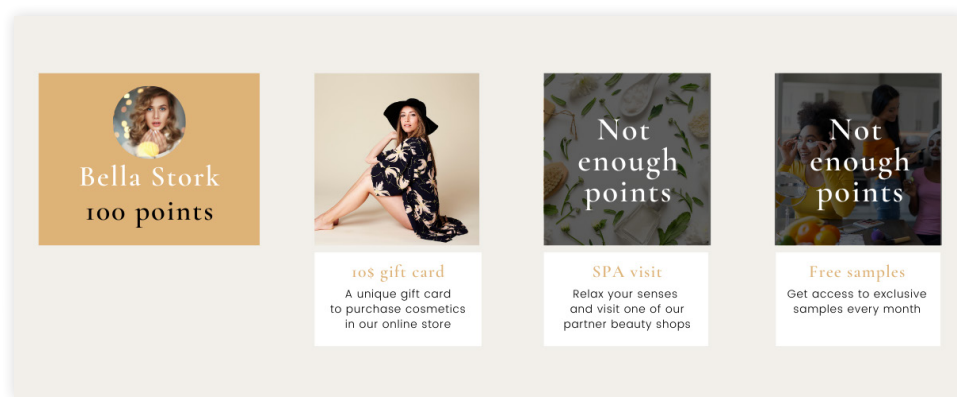 Bella Stork
100 points
Not
enough
points
Not
enough
points
10$ gift card
A unique gift card
to purchase cosmetics
in our online store
SPA visit
Relax your senses
and visit one of our
partner beauty shops
Free samples
Get access to exclusive
samples every month